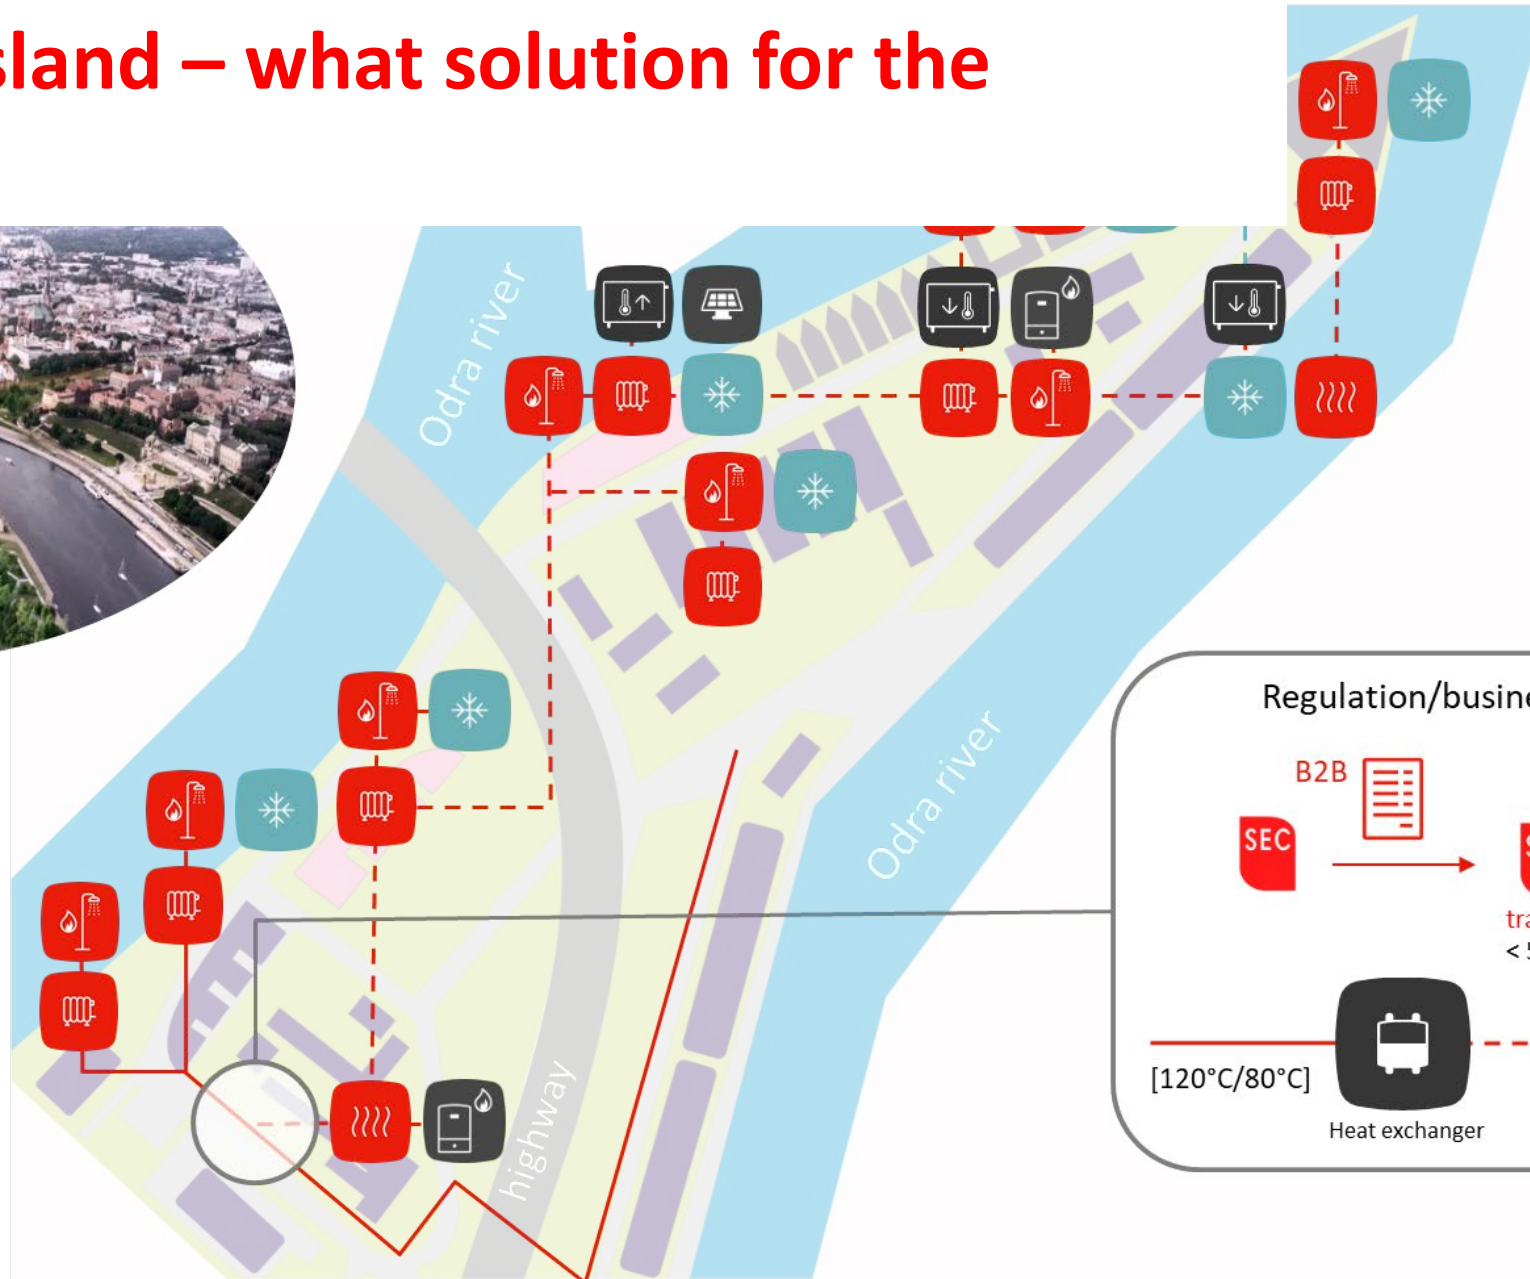 sland – what solution for the
Odra river
Odra river
highway
Regulation/busine
B2B
SEC
S
tra
< 5
[120°C/80°C]
Heat exchanger